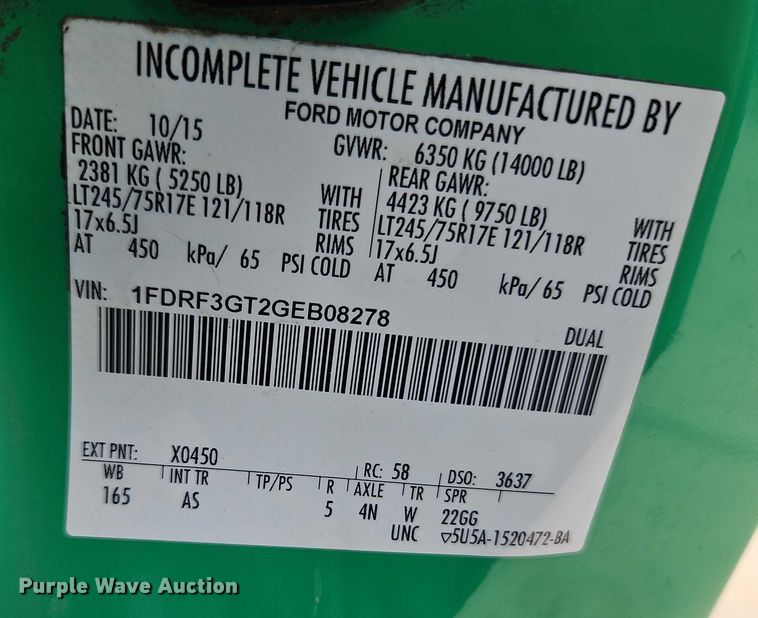 INCOMPLETE VEHICLE MANUFACTURED BY
FORD MOTOR COMPANY
DATE: 10/15 GVWR: 6350 KG (14000 LB)
FRONT GAWR: REAR GAWR:
2381 KG ( 5250 LB) WITH 4423 KG ( 9750 LB) WITH
LT245/75R17E 121/118R TIRES LT245/75R17E 121/118R TIRES
17x6.5J RIMS 17x6.5J RIMS
AT 450 kPa/ 65 PSI COLD AT 450 kPa/ 65 PSI COLD
VIN: 1FDRF3GT2GEB08278
DUAL
EXT PNT: X0450 RC: 58 DSO: 3637
WB INT TR TP/PS R AXLE TR SPR
165 AS 5 4N W 22GG
UNC ▽5U5A-1520472-BA
Purple Wave Auction